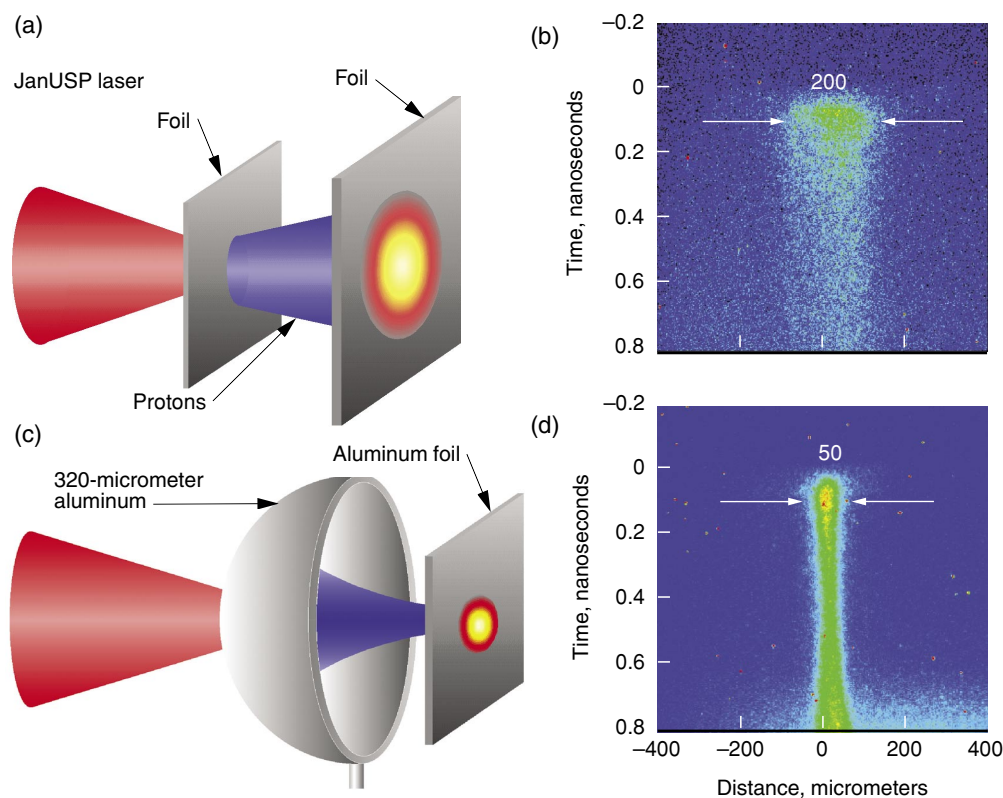 (a)
JanUSP laser
Foil
Foil
Protons
(b)
–0.2
0
0.2
0.4
0.6
0.8
Time, nanoseconds
200
(c)
320-micrometer
aluminum
Aluminum foil
(d)
–0.2
0
0.2
0.4
0.6
0.8
Time, nanoseconds
50
–400
–200
0
200
400
Distance, micrometers